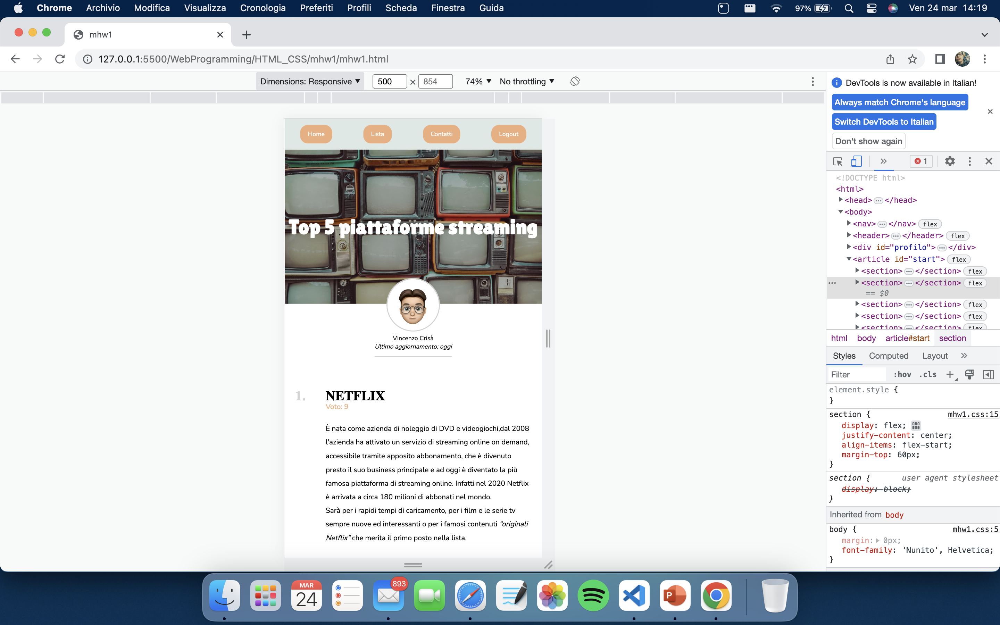 Chrome Archivio Modifica Visualizza Cronologia Preferiti Profili Scheda Finestra Guida 97% Ven 24 mar 14:19
mhw1
127.0.0.1:5500/WebProgramming/HTML_CSS/mhw1/mhw1.html
Dimensions: Responsive 500 × 854 74% No throttling
DevTools is now available in Italian!
Always match Chrome's language
Switch DevTools to Italian
Don't show again
1
Home Lista Contatti Logout
Top 5 piattaforme streaming
Vincenzo Crisà
Ultimo aggiornamento: oggi
1. NETFLIX
Voto: 9
È nata come azienda di noleggio di DVD e videogiochi,dal 2008
l'azienda ha attivato un servizio di streaming online on demand,
accessibile tramite apposito abbonamento, che è divenuto
presto il suo business principale e ad oggi è diventato la più
famosa piattaforma di streaming online. Infatti nel 2020 Netflix
è arrivata a circa 180 milioni di abbonati nel mondo.
Sarà per i rapidi tempi di caricamento, per i film e le serie tv
sempre nuove ed interessanti o per i famosi contenuti “originali
Netflix” che merita il primo posto nella lista.
<!DOCTYPE html>
<html>
<head>…</head>
<body>
<nav>…</nav> flex
<header>…</header> flex
<div id="profilo">…</div>
<article id="start"> flex
<section>…</section> flex
… <section>…</section> flex
== $0
<section>…</section> flex
<section>…</section> flex
<section>…</section> flex
html body article#start section
Styles Computed Layout
Filter :hov .cls
element.style {
}
section { mhw1.css:15
display: flex;
justify-content: center;
align-items: flex-start;
margin-top: 60px;
}
section { user agent stylesheet
display: block;
}
Inherited from body
body { mhw1.css:5
margin: 0px;
font-family: 'Nunito', Helvetica;
}
893
MAR
24
P